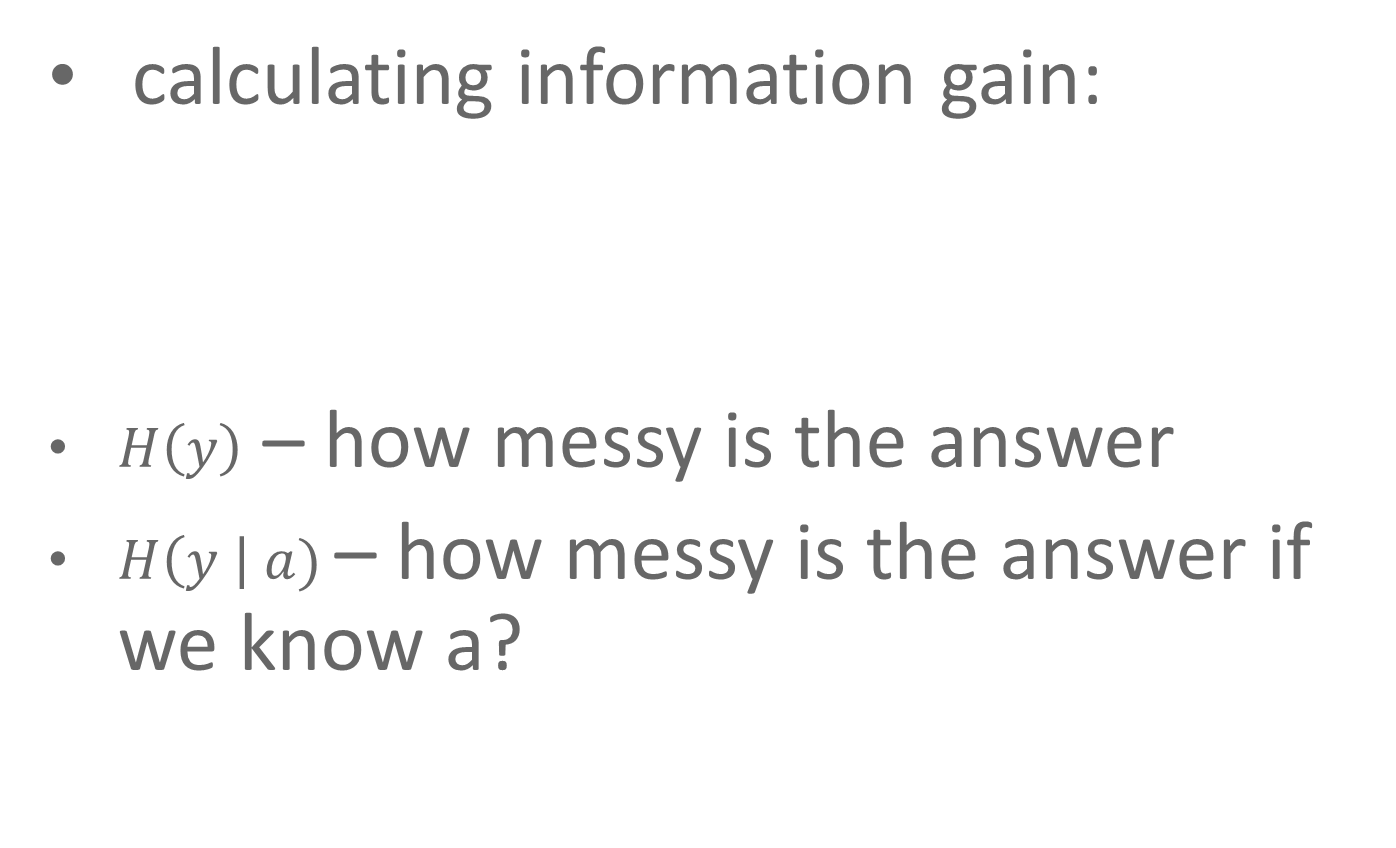 • calculating information gain:
• H(y) – how messy is the answer
• H(y | a) – how messy is the answer if
we know a?